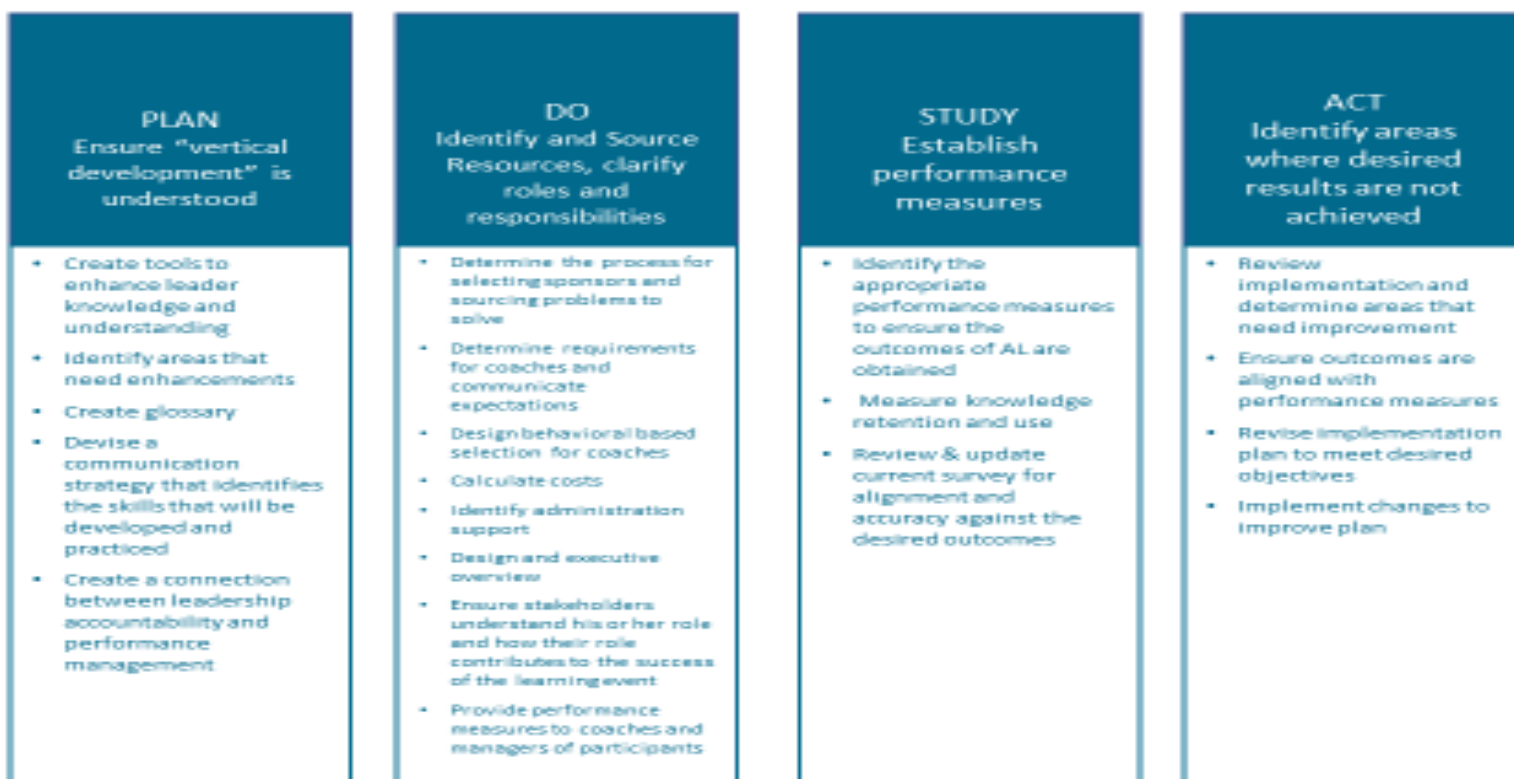 PLAN
Ensure "vertical
development" is
understood
• Create tools to
enhance leader
knowledge and
understanding
• Identify areas that
need enhancements
• Create glossary
• Devise a
communication
strategy that identifies
the skills that will be
developed and
practiced
• Create a connection
between leadership
accountability and
performance
management
DO
Identify and Source
Resources, clarify
roles and
responsibilities
• Determine the process for
selecting sponsors and
sourcing problems to
solve
• Determine requirements
for coaches and
communicate
expectations
• Design behavioral based
selection for coaches
• Calculate costs
• Identify administration
support
• Design and executive
overview
• Ensure stakeholders
understand his or her role
and how their role
contributes to the success
of the learning event
• Provide performance
measures to coaches and
managers of participants
STUDY
Establish
performance
measures
• Identify the
appropriate
performance measures
to ensure the
outcomes of AL are
obtained
• Measure knowledge
retention and use
• Review & update
current survey for
alignment and
accuracy against the
desired outcomes
ACT
Identify areas
where desired
results are not
achieved
• Review
implementation and
determine areas that
need improvement
• Ensure outcomes are
aligned with
performance measures
• Revise implementation
plan to meet desired
objectives
• Implement changes to
improve plan